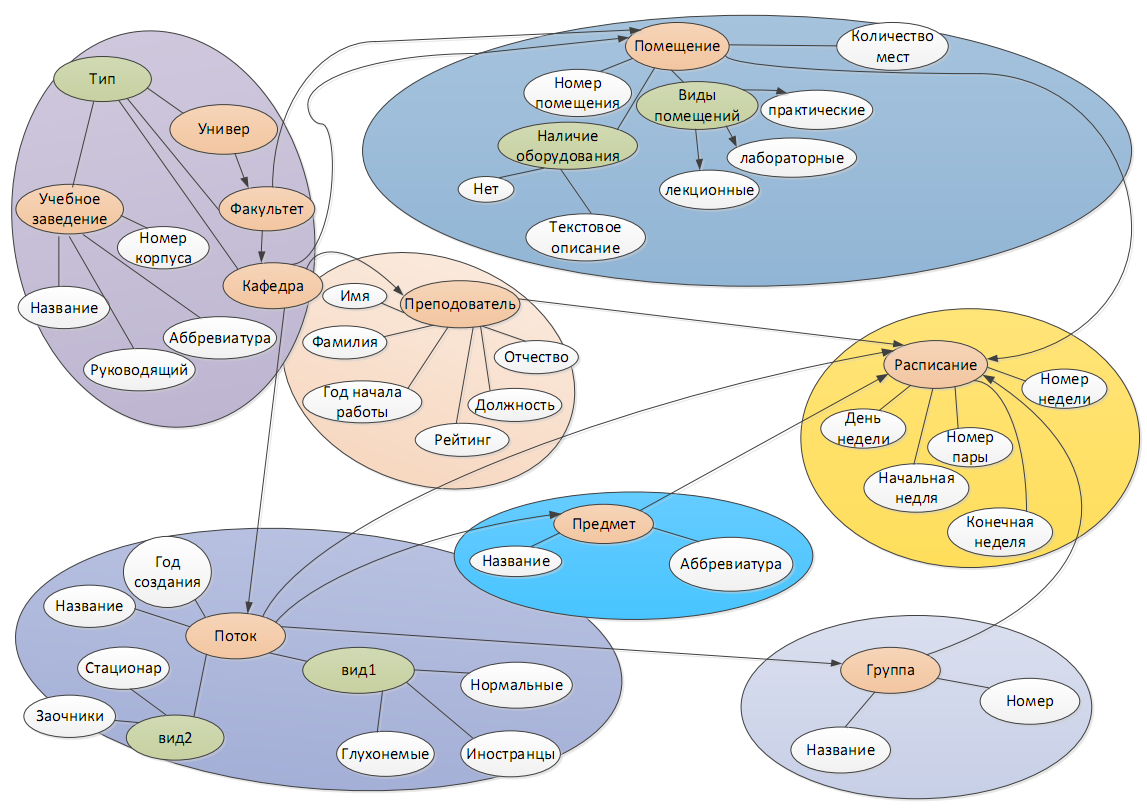 Тип
Универ
Учебное
заведение
Факультет
Номер
корпуса
Кафедра
Название
Аббревиатура
Руководящий
Помещение
Количество
мест
Номер
помещения
Виды
помещений
практические
Наличие
оборудования
лабораторные
Нет
лекционные
Текстовое
описание
Имя
Преподователь
Фамилия
Отчество
Год начала
работы
Должность
Рейтинг
Расписание
Номер
недели
День
недели
Номер
пары
Начальная
недля
Конечная
неделя
Предмет
Название
Аббревиатура
Год
создания
Название
Поток
Стационар
вид1
Нормальные
Заочники
вид2
Глухонемые
Иностранцы
Группа
Номер
Название